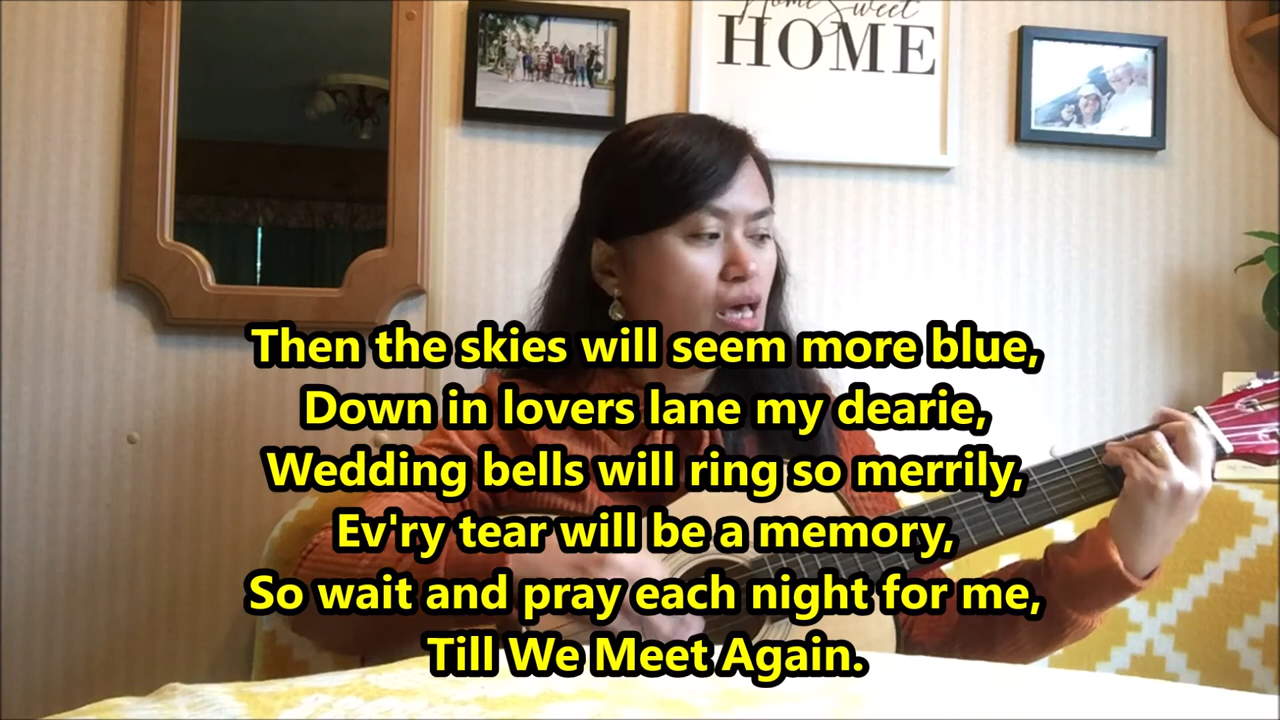 Home Sweet
HOME
Then the skies will seem more blue,
Down in lovers lane my dearie,
Wedding bells will ring so merrily,
Ev'ry tear will be a memory,
So wait and pray each night for me,
Till We Meet Again.